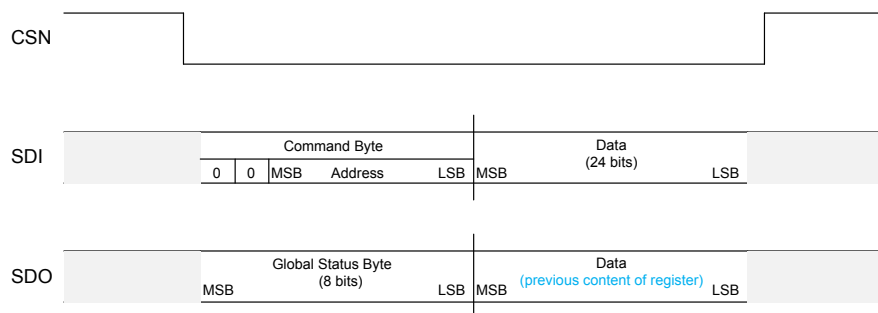 CSN
SDI
Command Byte
0 0 MSB Address LSB
Data
(24 bits)
MSB LSB
SDO
Global Status Byte
(8 bits)
MSB LSB
Data
(previous content of register)
MSB LSB